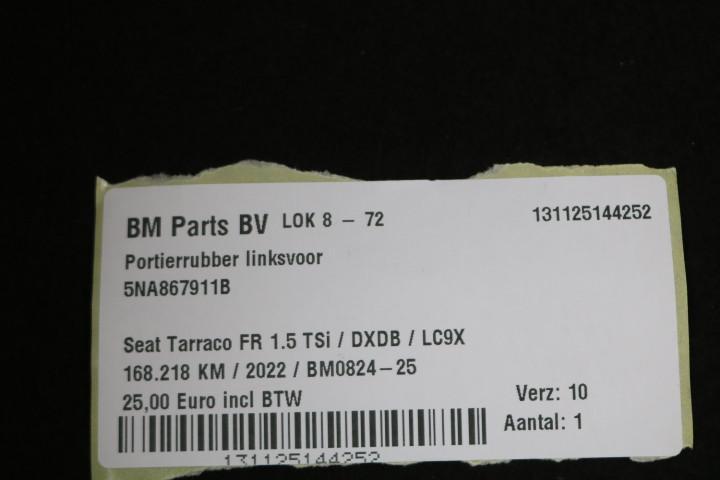 BM Parts BV LOK 8 - 72 131125144252
Portierrubber linksvoor
5NA867911B
Seat Tarraco FR 1.5 TSi / DXDB / LC9X
168.218 KM / 2022 / BM0824-25
25,00 Euro incl BTW
Verz: 10
Aantal: 1
131125144252